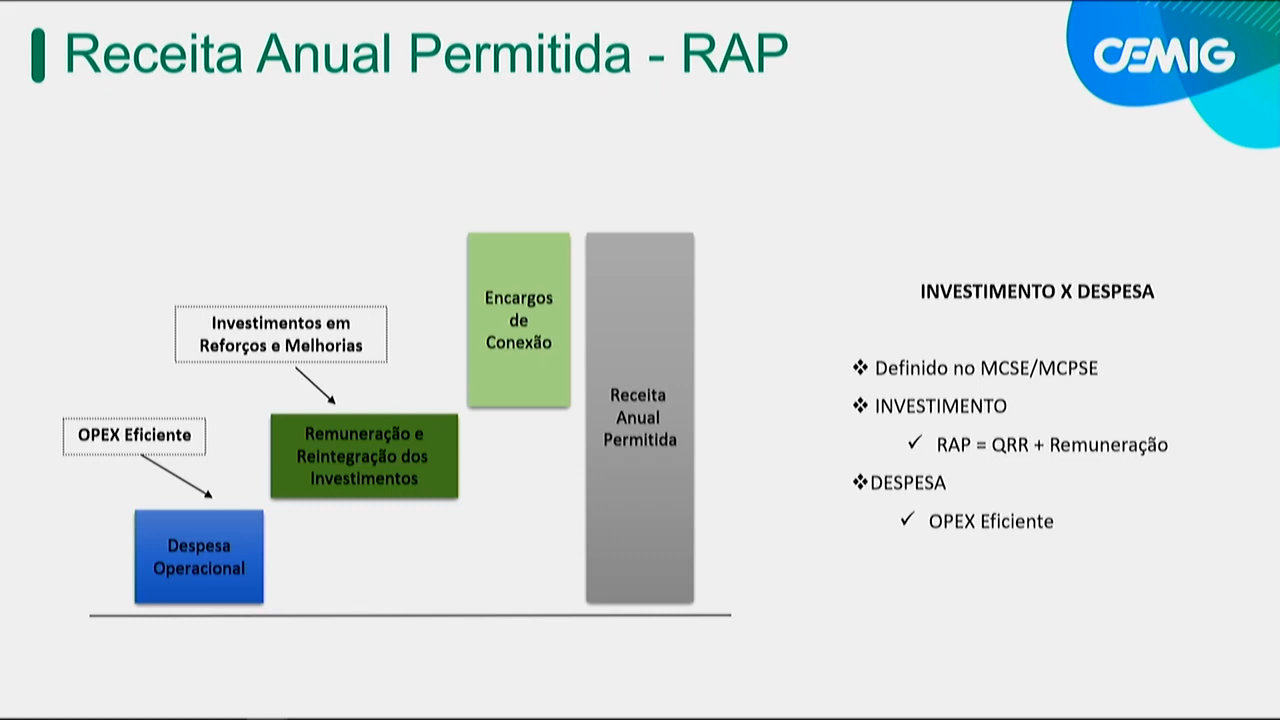 Receita Anual Permitida - RAP
CEMIG
Encargos
de
Conexão
Investimentos em
Reforços e Melhorias
Receita
Anual
Permitida
OPEX Eficiente
Remuneração e
Reintegração dos
Investimentos
Despesa
Operacional
INVESTIMENTO X DESPESA
❖ Definido no MCSE/MCPSE
❖ INVESTIMENTO
✓ RAP = QRR + Remuneração
❖DESPESA
✓ OPEX Eficiente